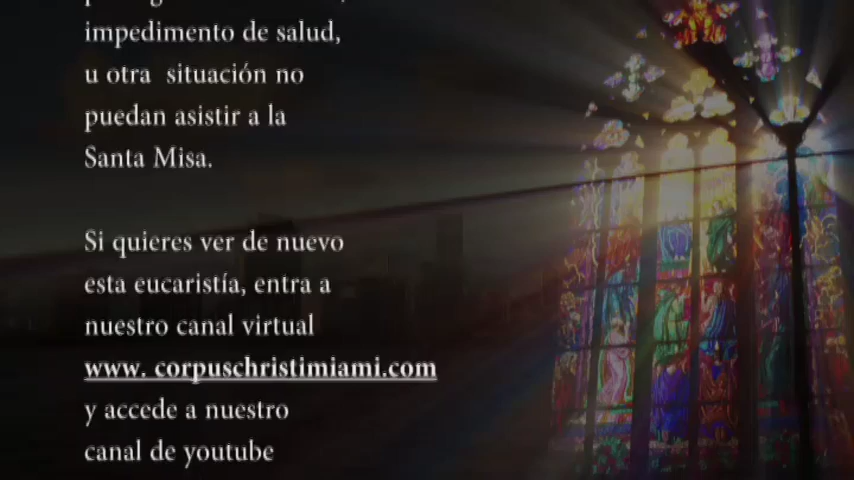 impedimento de salud,
u otra situación no
puedan asistir a la
Santa Misa.
Si quieres ver de nuevo
esta eucaristía, entra a
nuestro canal virtual
www. corpuschristimiami.com
y accede a nuestro
canal de youtube